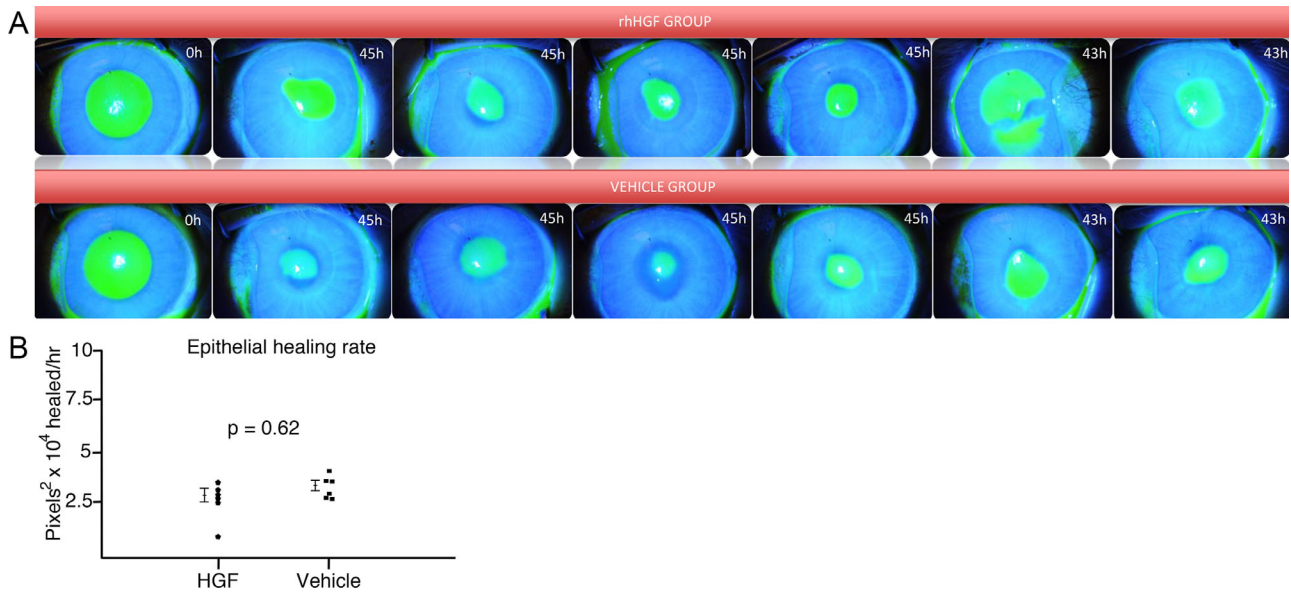 A
rhHGF GROUP
0h 45h 45h 45h 45h 43h 43h
VEHICLE GROUP
0h 45h 45h 45h 45h 43h 43h
B
Epithelial healing rate
Pixels² x 10⁴ healed/hr
10
7.5
5
2.5
p = 0.62
HGF Vehicle